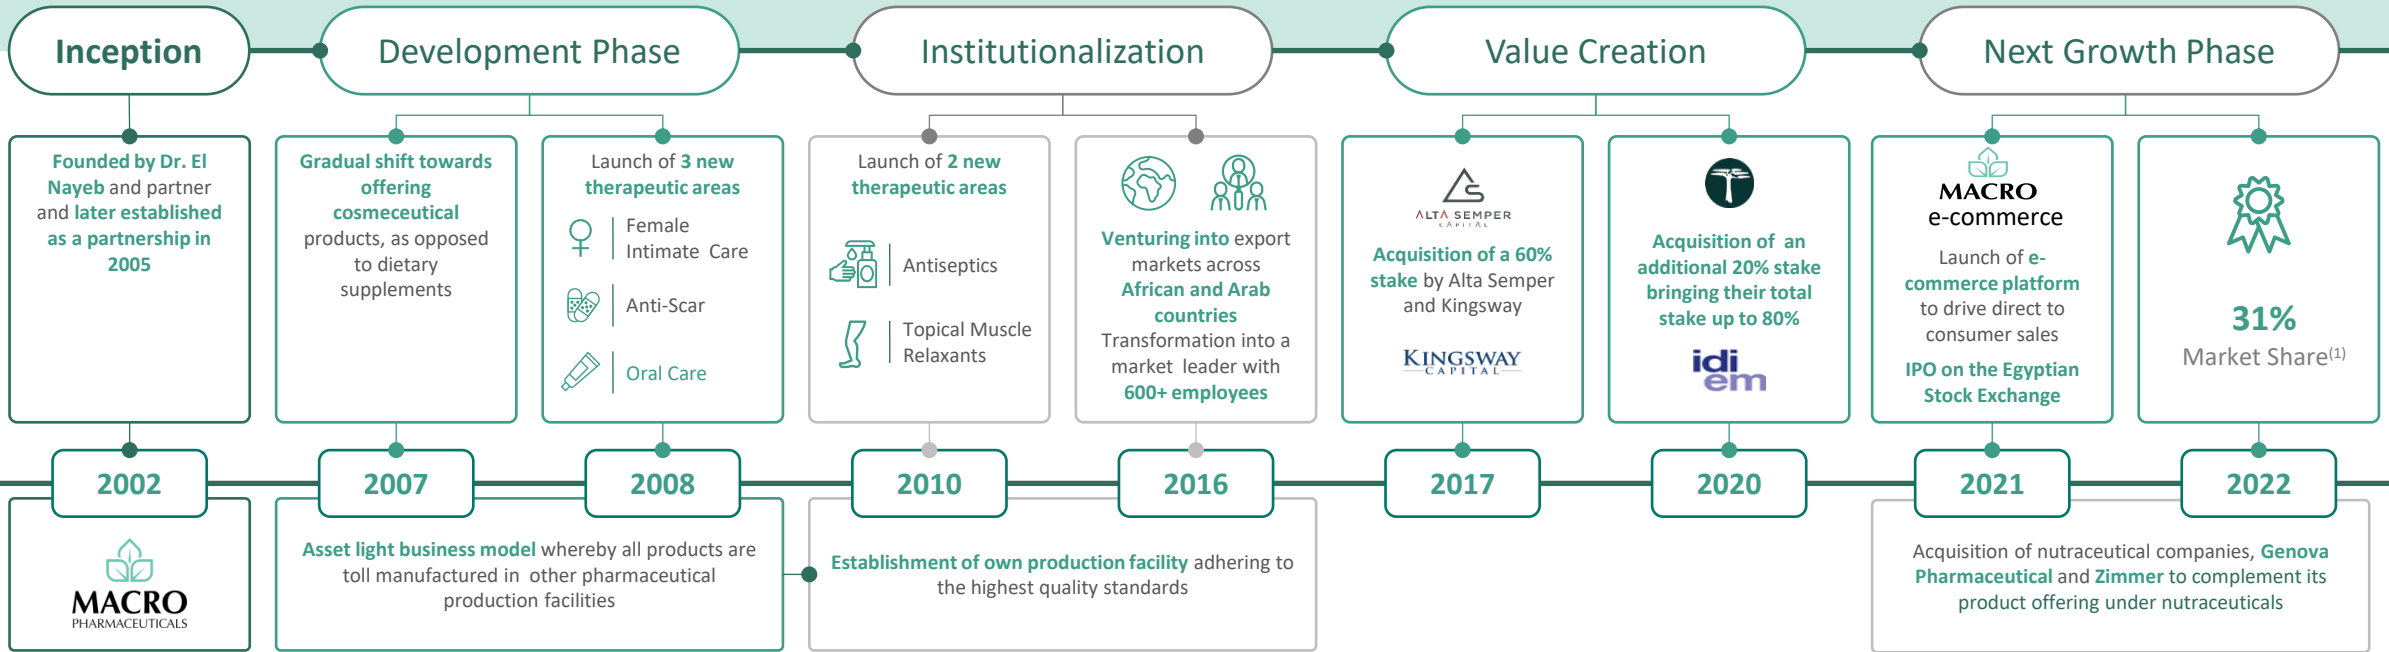 Inception
Development Phase
Institutionalization
Value Creation
Next Growth Phase
Founded by Dr. El
Nayeb and partner
and later established
as a partnership in
2005
Gradual shift towards
offering
cosmeceutical
products, as opposed
to dietary
supplements
Launch of 3 new
therapeutic areas
Female
Intimate Care
Anti-Scar
Oral Care
Launch of 2 new
therapeutic areas
Antiseptics
Topical Muscle
Relaxants
Venturing into export
markets across
African and Arab
countries
Transformation into a
market leader with
600+ employees
ALTA SEMPER
CAPITAL
Acquisition of a 60%
stake by Alta Semper
and Kingsway
KINGSWAY
CAPITAL
Acquisition of an
additional 20% stake
bringing their total
stake up to 80%
idi
em
MACRO
e-commerce
Launch of e-
commerce platform
to drive direct to
consumer sales
IPO on the Egyptian
Stock Exchange
31%
Market Share(1)
2002
2007
2008
2010
2016
2017
2020
2021
2022
MACRO
PHARMACEUTICALS
Asset light business model whereby all products are
toll manufactured in other pharmaceutical
production facilities
Establishment of own production facility adhering to
the highest quality standards
Acquisition of nutraceutical companies, Genova
Pharmaceutical and Zimmer to complement its
product offering under nutraceuticals